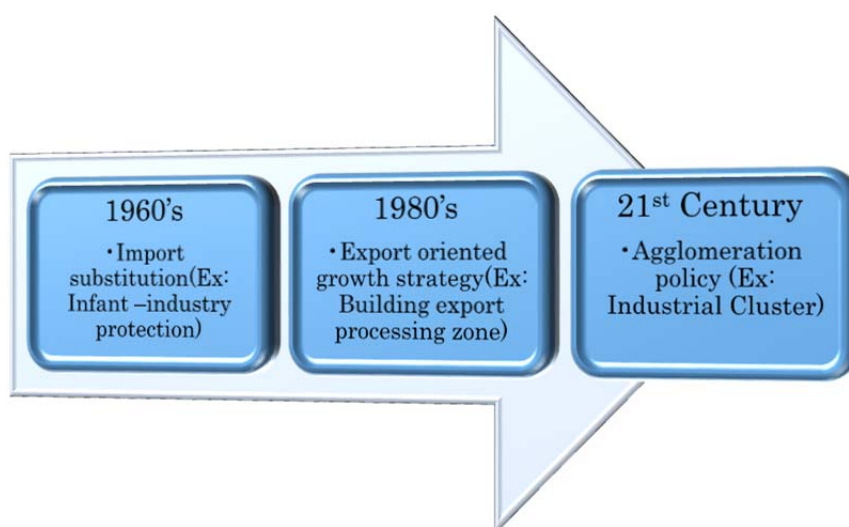 1960's
・Import
substitution(Ex:
Infant –industry
protection)
1980's
・Export oriented
growth strategy(Ex:
Building export
processing zone)
21st Century
・Agglomeration
policy (Ex:
Industrial Cluster)